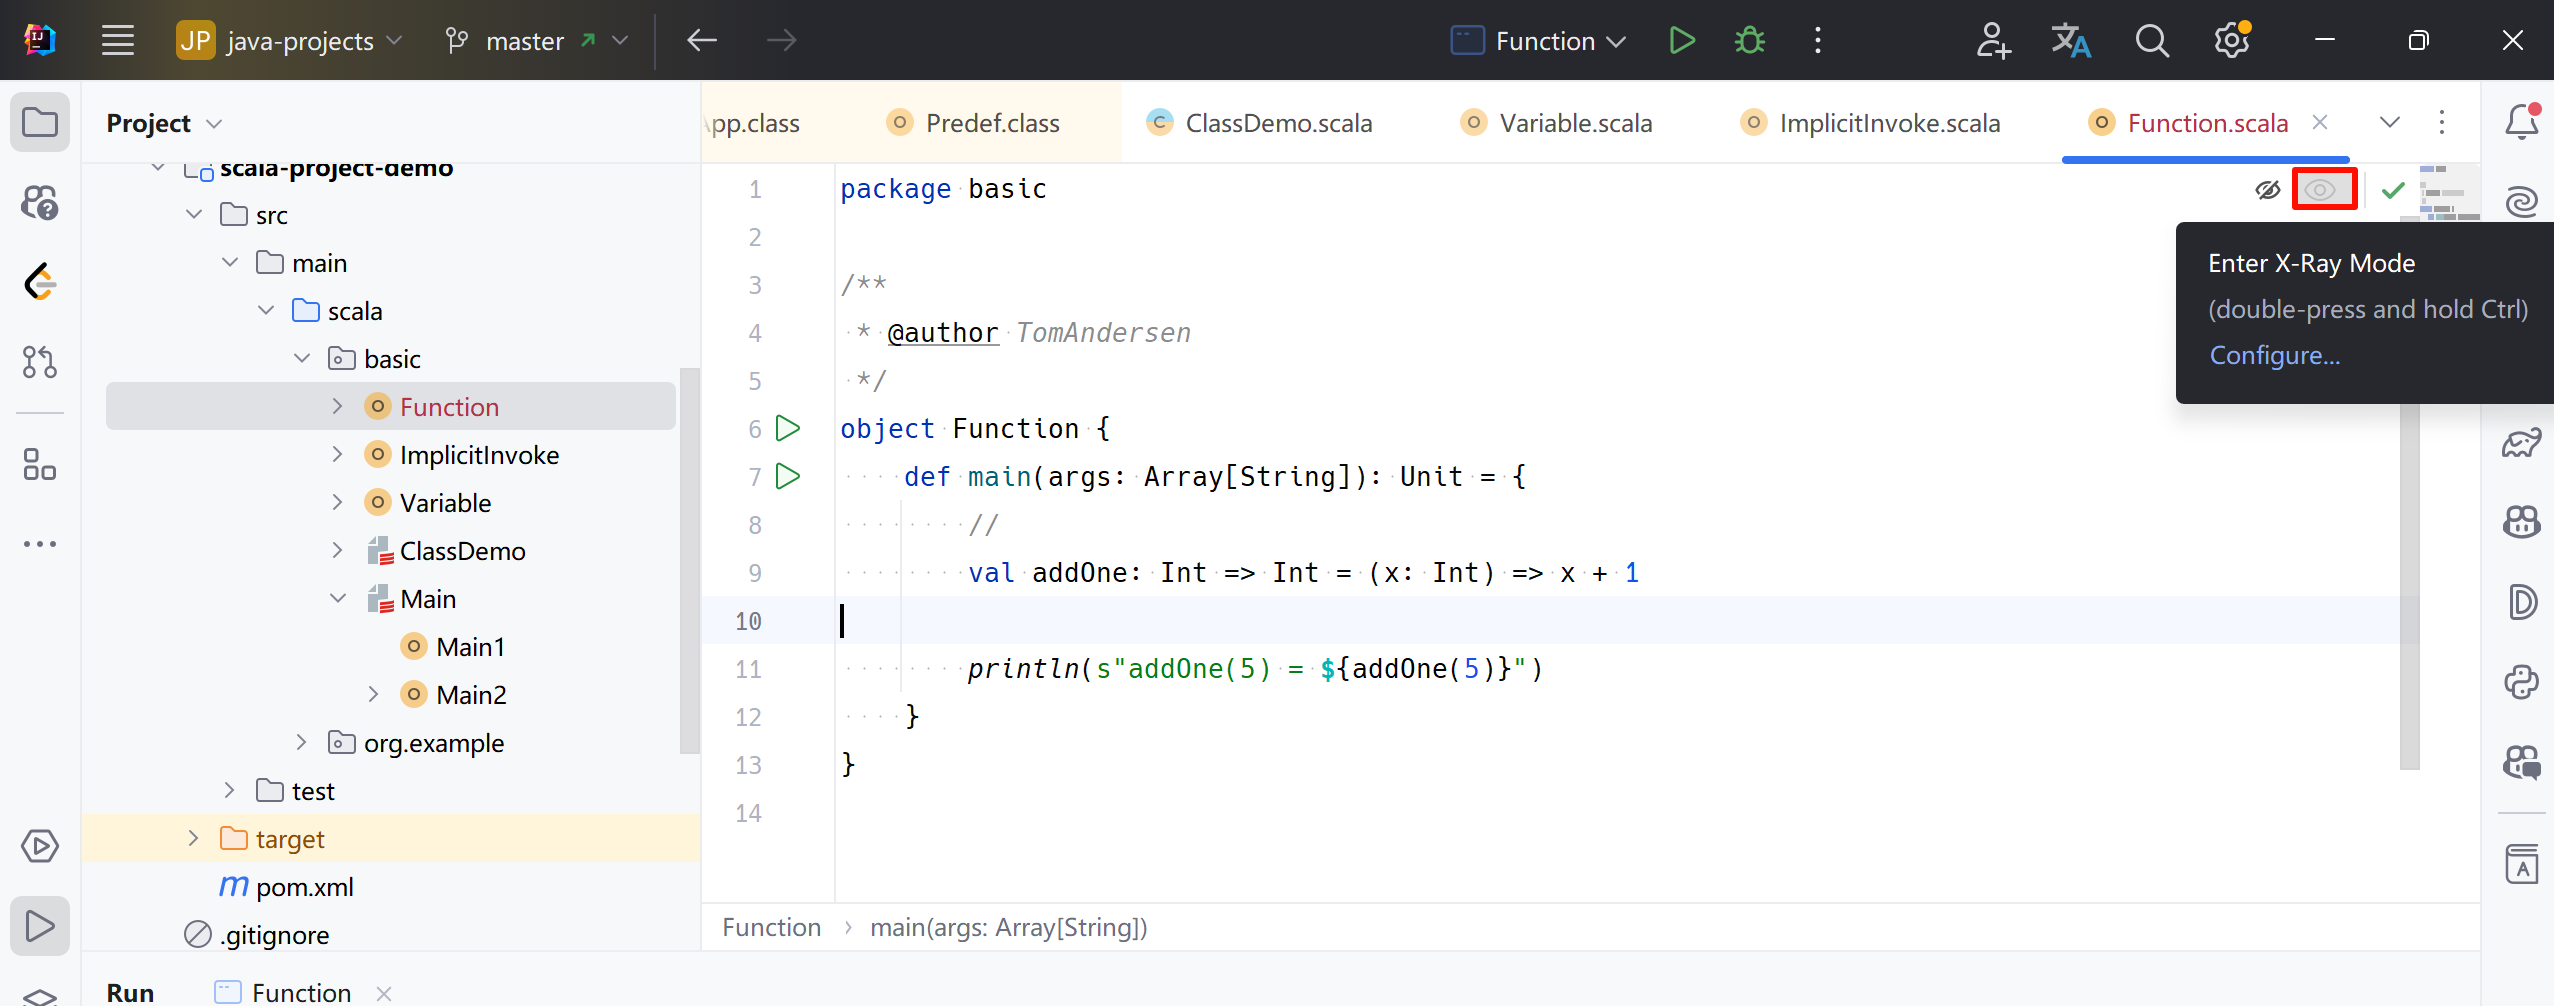 JP java-projects master Function
Project
pp.class Predef.class ClassDemo.scala Variable.scala ImplicitInvoke.scala Function.scala
scala-project-demo
src
main
scala
basic
Function
ImplicitInvoke
Variable
ClassDemo
Main
Main1
Main2
org.example
test
target
pom.xml
.gitignore
1 package basic
2
3 /**
4 * @author TomAndersen
5 */
6 object Function {
7 def main(args: Array[String]): Unit = {
8 //
9 val addOne: Int => Int = (x: Int) => x + 1
10
11 println(s"addOne(5) = ${addOne(5)}")
12 }
13 }
14
Enter X-Ray Mode
(double-press and hold Ctrl)
Configure...
Function main(args: Array[String])
Run Function